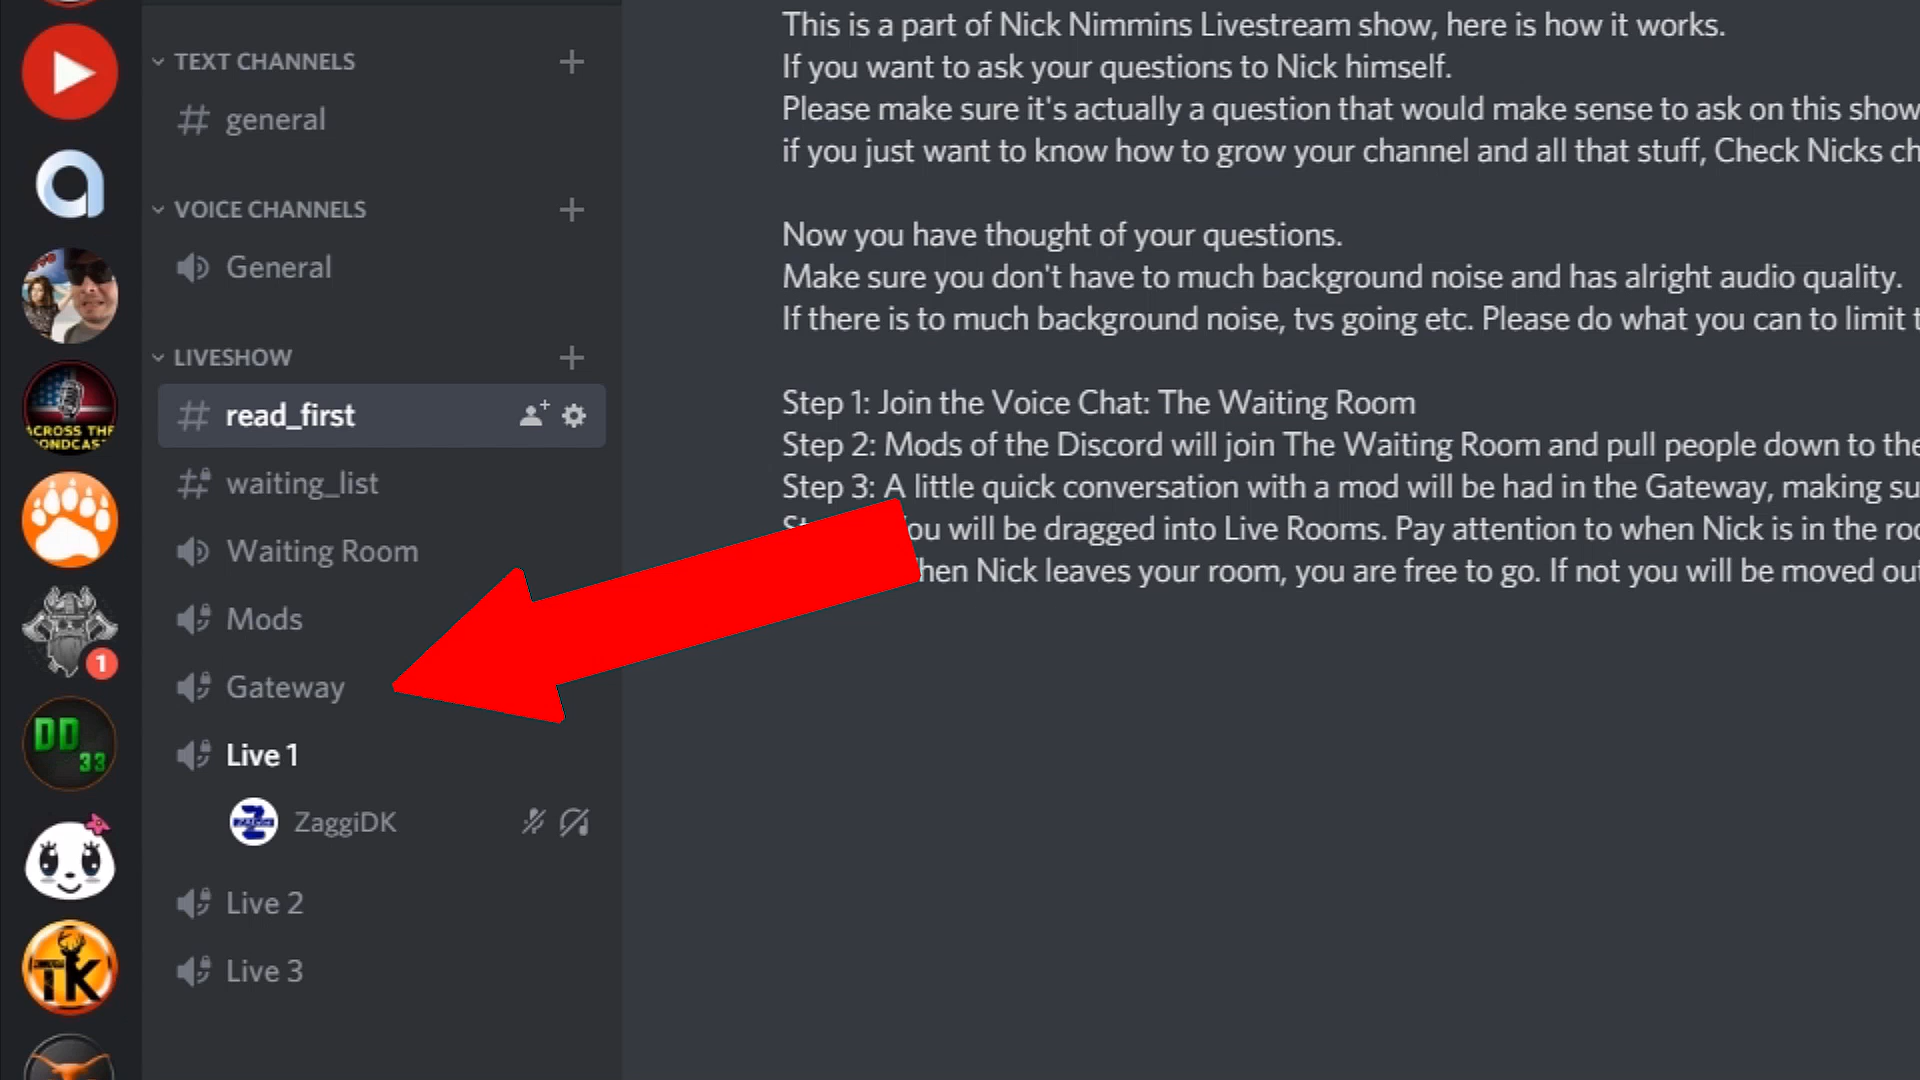 TEXT CHANNELS
general
VOICE CHANNELS
General
LIVESHOW
read_first
waiting_list
Waiting Room
Mods
Gateway
Live 1
ZaggiDK
Live 2
Live 3
This is a part of Nick Nimmins Livestream show, here is how it works.
If you want to ask your questions to Nick himself.
Please make sure it's actually a question that would make sense to ask on this show
if you just want to know how to grow your channel and all that stuff, Check Nicks ch
Now you have thought of your questions.
Make sure you don't have to much background noise and has alright audio quality.
If there is to much background noise, tvs going etc. Please do what you can to limit t
Step 1: Join the Voice Chat: The Waiting Room
Step 2: Mods of the Discord will join The Waiting Room and pull people down to the
Step 3: A little quick conversation with a mod will be had in the Gateway, making su
ou will be dragged into Live Rooms. Pay attention to when Nick is in the roo
hen Nick leaves your room, you are free to go. If not you will be moved out
ACROSS THE
PONDCAST
1
DD
33
TK